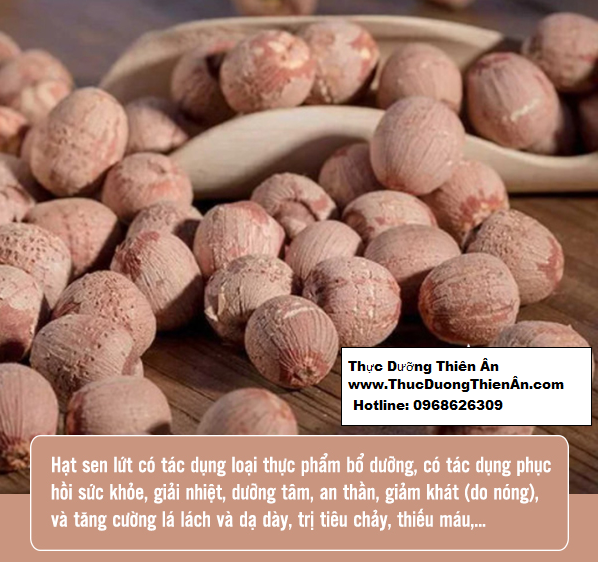 Thực Dưỡng Thiên Ân
www.ThucDuongThienÂn.com
Hotline: 0968626309
Hạt sen lứt có tác dụng loại thực phẩm bổ dưỡng, có tác dụng phục
hồi sức khỏe, giải nhiệt, dưỡng tâm, an thần, giảm khát (do nóng),
và tăng cường lá lách và dạ dày, trị tiêu chảy, thiếu máu,...